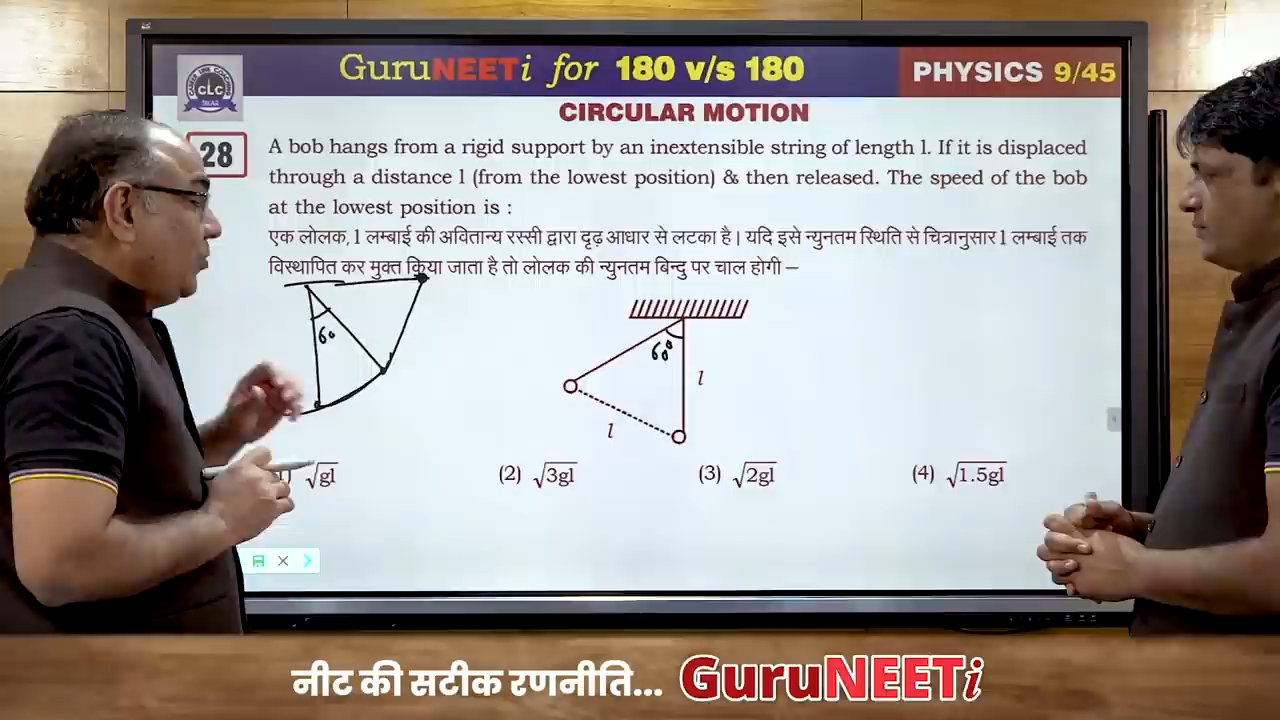 GuruNEETi for 180 v/s 180
PHYSICS 9/45
CLC
SIKAR
CIRCULAR MOTION
28
A bob hangs from a rigid support by an inextensible string of length l. If it is displaced
through a distance l (from the lowest position) & then released. The speed of the bob
at the lowest position is :
एक लोलक, l लम्बाई की अवितान्य रस्सी द्वारा दृढ़ आधार से लटका है। यदि इसे न्युनतम स्थिति से चित्रानुसार l लम्बाई तक
विस्थापित कर मुक्त किया जाता है तो लोलक की न्युनतम बिन्दु पर चाल होगी –
60
60°
l
l
√gl
(2) √3gl
(3) √2gl
(4) √1.5gl
नीट की सटीक रणनीति... GuruNEETi